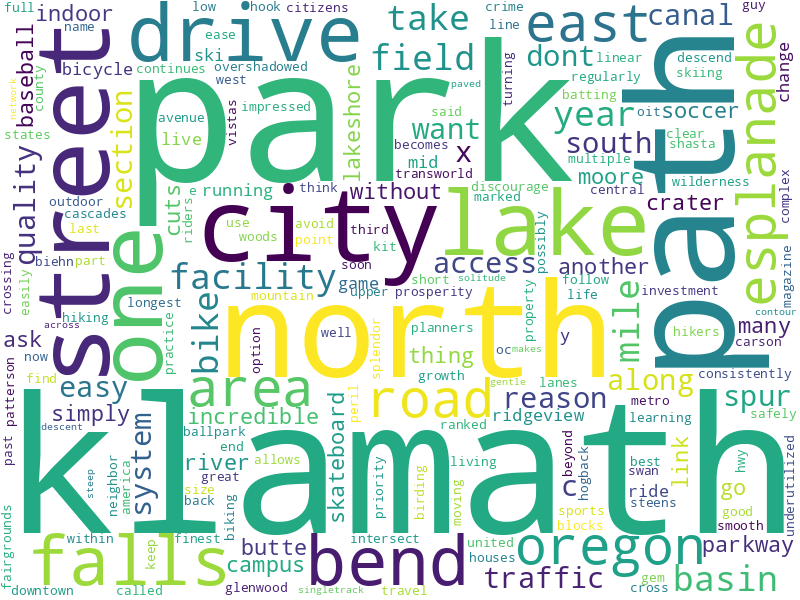 full
low
hook
citizens
crime
guy
name
indoor
ski
ease
line
canal
drive
take
east
baseball
bicycle
continues
overshadowed
field
dont
linear
descend
skiing
change
network
county
street
park
path
west
turning
regularly
batting
states
section
avenue
impressed
vistas
lakeshore
said
want
year
oit
soccer
clear
shasta
esplanade
live
becomes
x
south
multiple
quality
cuts
e
running
mid
transworld
moore
wilderness
outdoor
riders
think
without
discourage
marked
central
crater
complex
cascades
one
city
lake
possibly
last
use
avoid
third
carson
biehn
part
woods
point
kit
access
another
crossing
easily
hiking
longest
facility
soon
game
short
solitude
follow
investment
magazine
across
practice
bike
mountain
upper
prosperity
life
contour
now
north
property
mile
hikers
many
ask
option
well
planners
oc
makes
y
carson
find
easy
area
splendor
thing
growth
gentle
lanes
along
consistently
past
patterson
simply
incredible
peril
road
reason
metro
spur
safely
descent
system
ballpark
skateboard
ranked
ridgeview
learning
klamath
neighbor
america
river
end
allows
priority
living
c
beyond
hogback
best
swan
link
hwy
underutilized
steep
great
size
back
birding
moving
ride
steens
go
good
smooth
fairgrounds
biking
sports
blocks
within
keep
finest
butte
intersect
united
oregon
parkway
falls
campus
bend
houses
traffic
gem
cross
basin
downtown
called
glenwood
singletrack
travel